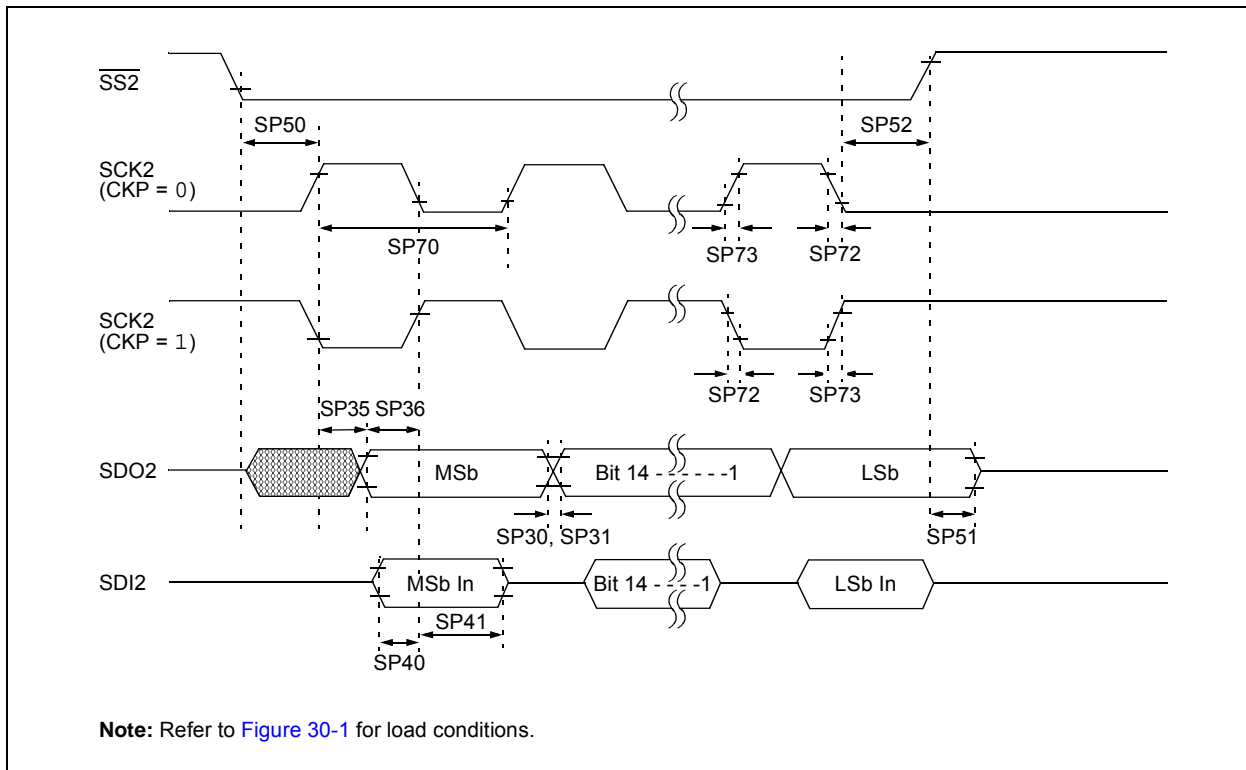 SS2
SP50
SP52
SCK2
(CKP = 0)
SP70
SP73
SP72
SCK2
(CKP = 1)
SP72
SP73
SP35 SP36
SDO2
MSb
Bit 14 - - - - - -1
LSb
SP30, SP31
SP51
SDI2
MSb In
Bit 14 - - - -1
LSb In
SP41
SP40
Note: Refer to Figure 30-1 for load conditions.